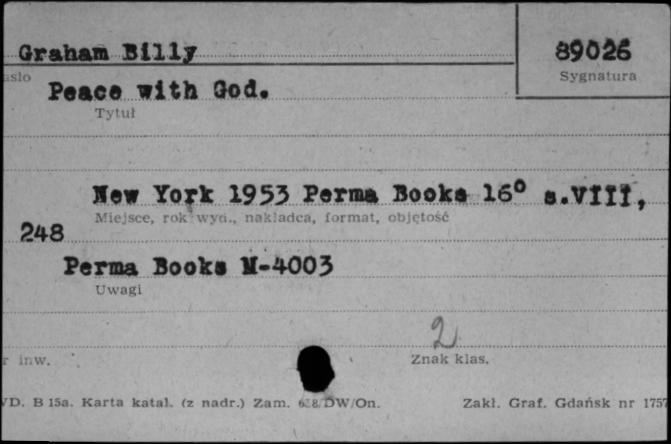 Graham Billy
89026
asło
Sygnatura
Peace with God.
Tytuł
New York 1953 Perma Books 16° s.VIII,
Miejsce, rok wyd., nakładca, format, objętość
248
Perma Books M-4003
Uwagi
2
r inw.
Znak klas.
VD. B 15a. Karta katal. (z nadr.) Zam. DW/On.
Zakł. Graf. Gdańsk nr 1757